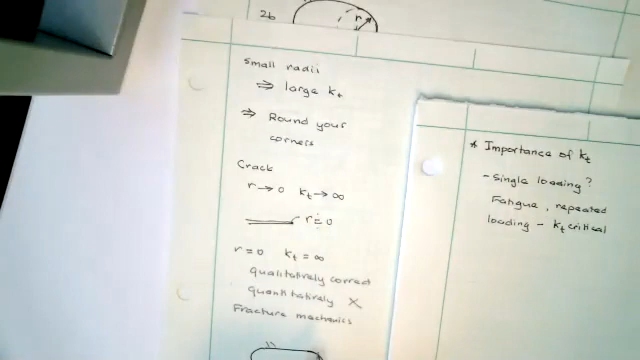 2b
r
small radii
⇒ large kt
⇒ Round your
corners
Crack
r→0 kt→∞
r≐0
r=0 kt=∞
qualitatively correct
quantitatively X
Fracture mechanics
* Importance of kt
- Single loading?
Fatgue, repeated
loading - kt critical